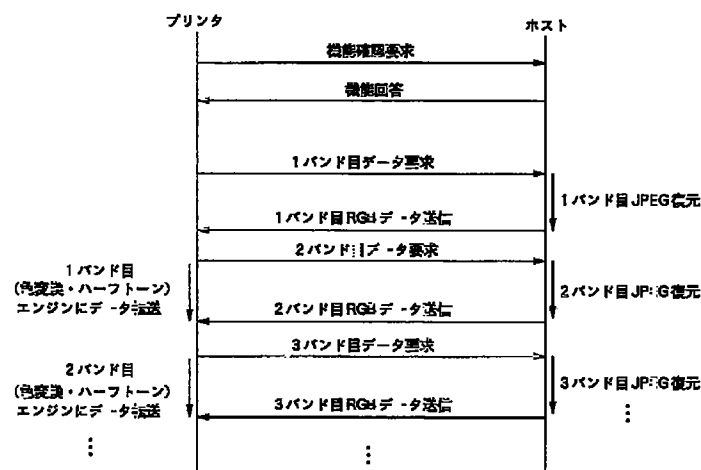 プリンタ
ホスト
機能確認要求
機能回答
1バンド目データ要求
1バンド目JPEG復元
1バンド目RGBデータ送信
2バンド目データ要求
1バンド目
(色変換・ハーフトーン)
エンジンにデータ転送
2バンド目JPEG復元
2バンド目RGBデータ送信
3バンド目データ要求
2バンド目
(色変換・ハーフトーン)
エンジンにデータ転送
3バンド目JPEG復元
3バンド目RGBデータ送信